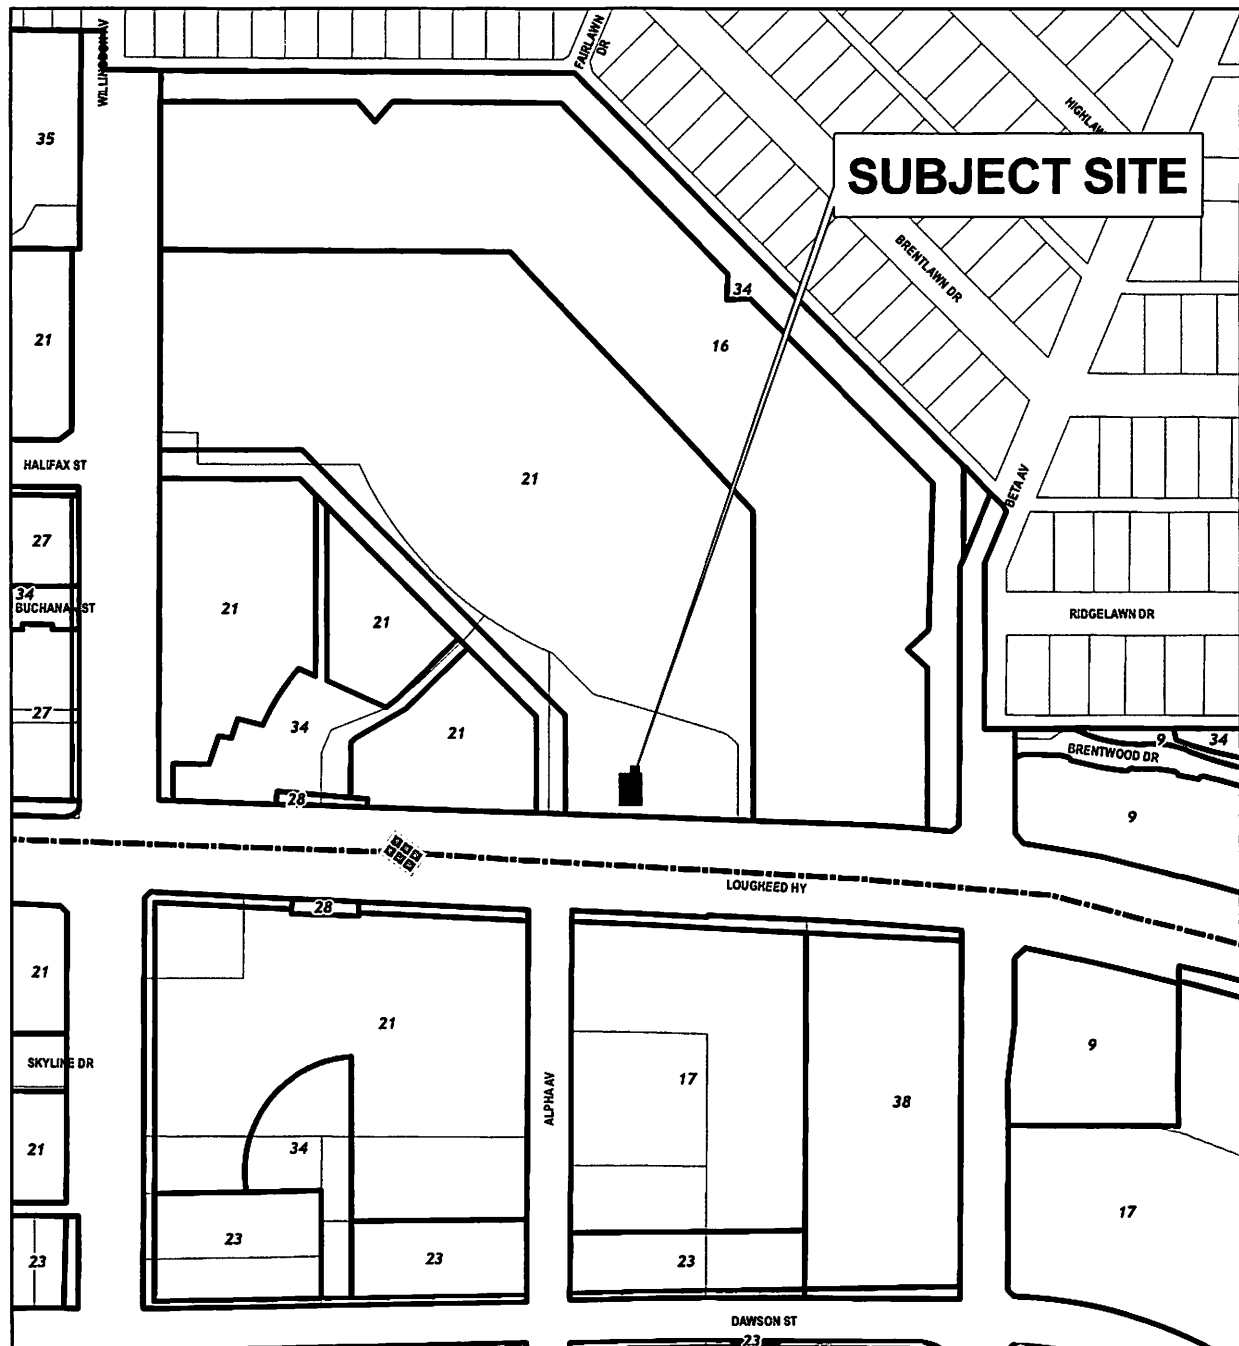 WILLINGDON AV
FAIRLAWN
DR
35
SUBJECT SITE
BRENTLAWN DR
34
16
21
HALIFAX ST
21
BETA AV
27
34
BUCHANAN ST
21
21
RIDGELAWN DR
27
34
21
9
34
BRENTWOOD DR
28
9
LOUGHEED HY
28
21
21
9
SKYLINE DR
17
ALPHA AV
38
21
34
17
23
23
23
23
DAWSON ST
23